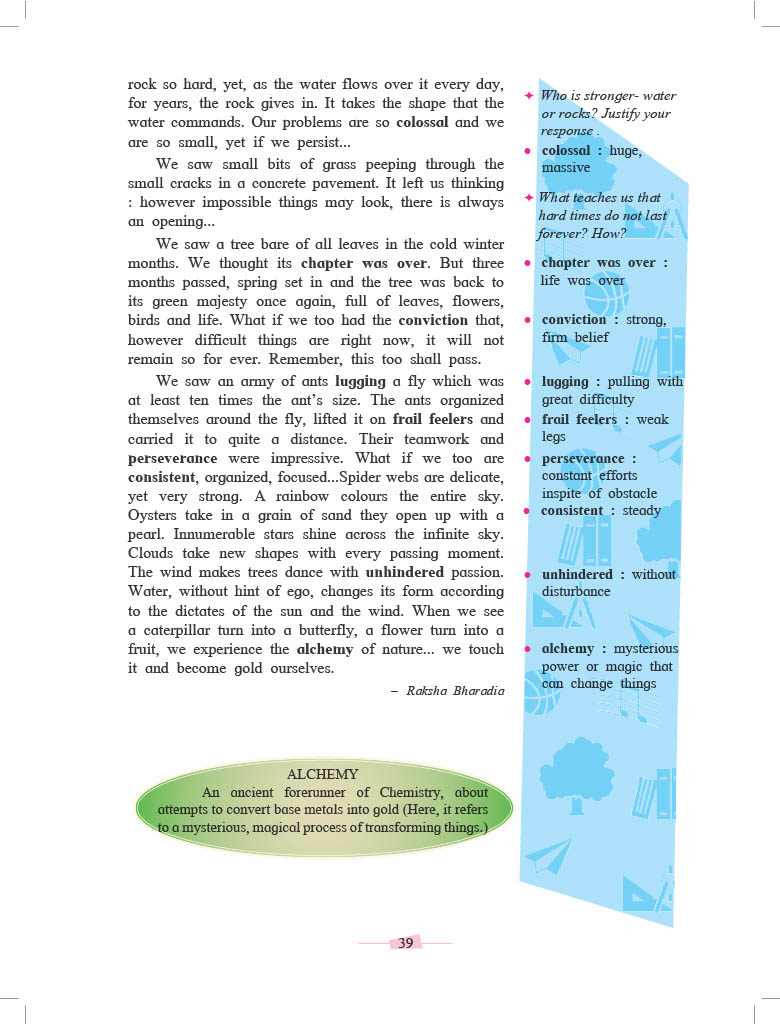 rock so hard, yet, as the water flows over it every day,
for years, the rock gives in. It takes the shape that the
water commands. Our problems are so colossal and we
are so small, yet if we persist...
We saw small bits of grass peeping through the
small cracks in a concrete pavement. It left us thinking
: however impossible things may look, there is always
an opening...
We saw a tree bare of all leaves in the cold winter
months. We thought its chapter was over. But three
months passed, spring set in and the tree was back to
its green majesty once again, full of leaves, flowers,
birds and life. What if we too had the conviction that,
however difficult things are right now, it will not
remain so for ever. Remember, this too shall pass.
We saw an army of ants lugging a fly which was
at least ten times the ant's size. The ants organized
themselves around the fly, lifted it on frail feelers and
carried it to quite a distance. Their teamwork and
perseverance were impressive. What if we too are
consistent, organized, focused...Spider webs are delicate,
yet very strong. A rainbow colours the entire sky.
Oysters take in a grain of sand they open up with a
pearl. Innumerable stars shine across the infinite sky.
Clouds take new shapes with every passing moment.
The wind makes trees dance with unhindered passion.
Water, without hint of ego, changes its form according
to the dictates of the sun and the wind. When we see
a caterpillar turn into a butterfly, a flower turn into a
fruit, we experience the alchemy of nature... we touch
it and become gold ourselves.
– Raksha Bharadia
✦ Who is stronger- water
or rocks? Justify your
response .
• colossal : huge,
massive
✦ What teaches us that
hard times do not last
forever? How?
• chapter was over :
life was over
• conviction : strong,
firm belief
• lugging : pulling with
great difficulty
• frail feelers : weak
legs
• perseverance :
constant efforts
inspite of obstacle
• consistent : steady
• unhindered : without
disturbance
• alchemy : mysterious
power or magic that
can change things
ALCHEMY
An ancient forerunner of Chemistry, about
attempts to convert base metals into gold (Here, it refers
to a mysterious, magical process of transforming things.)
39